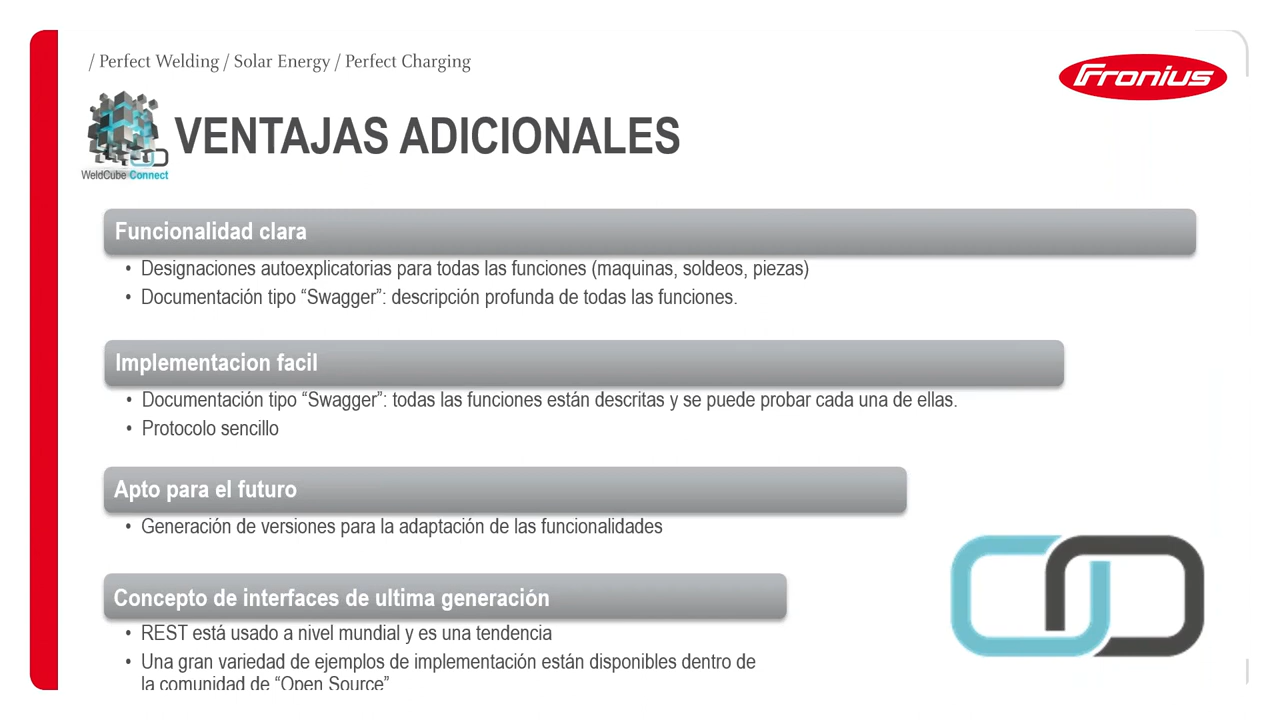 / Perfect Welding / Solar Energy / Perfect Charging
Fronius
VENTAJAS ADICIONALES
WeldCube Connect
Funcionalidad clara
• Designaciones autoexplicatorias para todas las funciones (maquinas, soldeos, piezas)
• Documentación tipo “Swagger”: descripción profunda de todas las funciones.
Implementacion facil
• Documentación tipo “Swagger”: todas las funciones están descritas y se puede probar cada una de ellas.
• Protocolo sencillo
Apto para el futuro
• Generación de versiones para la adaptación de las funcionalidades
Concepto de interfaces de ultima generación
• REST está usado a nivel mundial y es una tendencia
• Una gran variedad de ejemplos de implementación están disponibles dentro de
la comunidad de “Open Source”